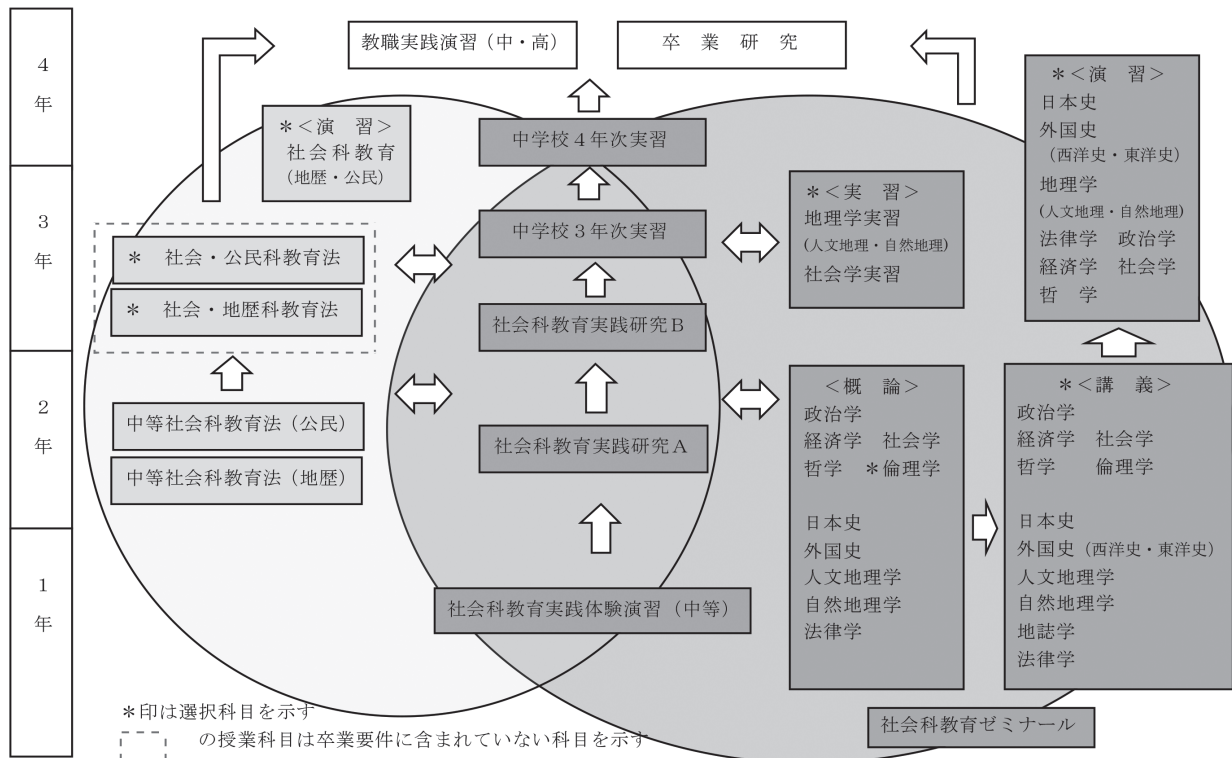 4
年
3
年
2
年
1
年
教職実践演習（中・高）
卒 業 研 究
＊＜演 習＞
社会科教育
(地歴・公民)
＊ 社会・公民科教育法
＊ 社会・地歴科教育法
中等社会科教育法（公民）
中等社会科教育法（地歴）
中学校４年次実習
中学校３年次実習
社会科教育実践研究Ｂ
社会科教育実践研究Ａ
社会科教育実践体験演習（中等）
＊＜実 習＞
地理学実習
(人文地理・自然地理)
社会学実習
＜概 論＞
政治学
経済学 社会学
哲学 ＊倫理学
日本史
外国史
人文地理学
自然地理学
法律学
＊＜演 習＞
日本史
外国史
（西洋史・東洋史）
地理学
(人文地理・自然地理)
法律学 政治学
経済学 社会学
哲 学
＊＜講 義＞
政治学
経済学 社会学
哲学 倫理学
日本史
外国史（西洋史・東洋史）
人文地理学
自然地理学
地誌学
法律学
社会科教育ゼミナール
＊印は選択科目を示す
の授業科目は卒業要件に含まれていない科目を示す